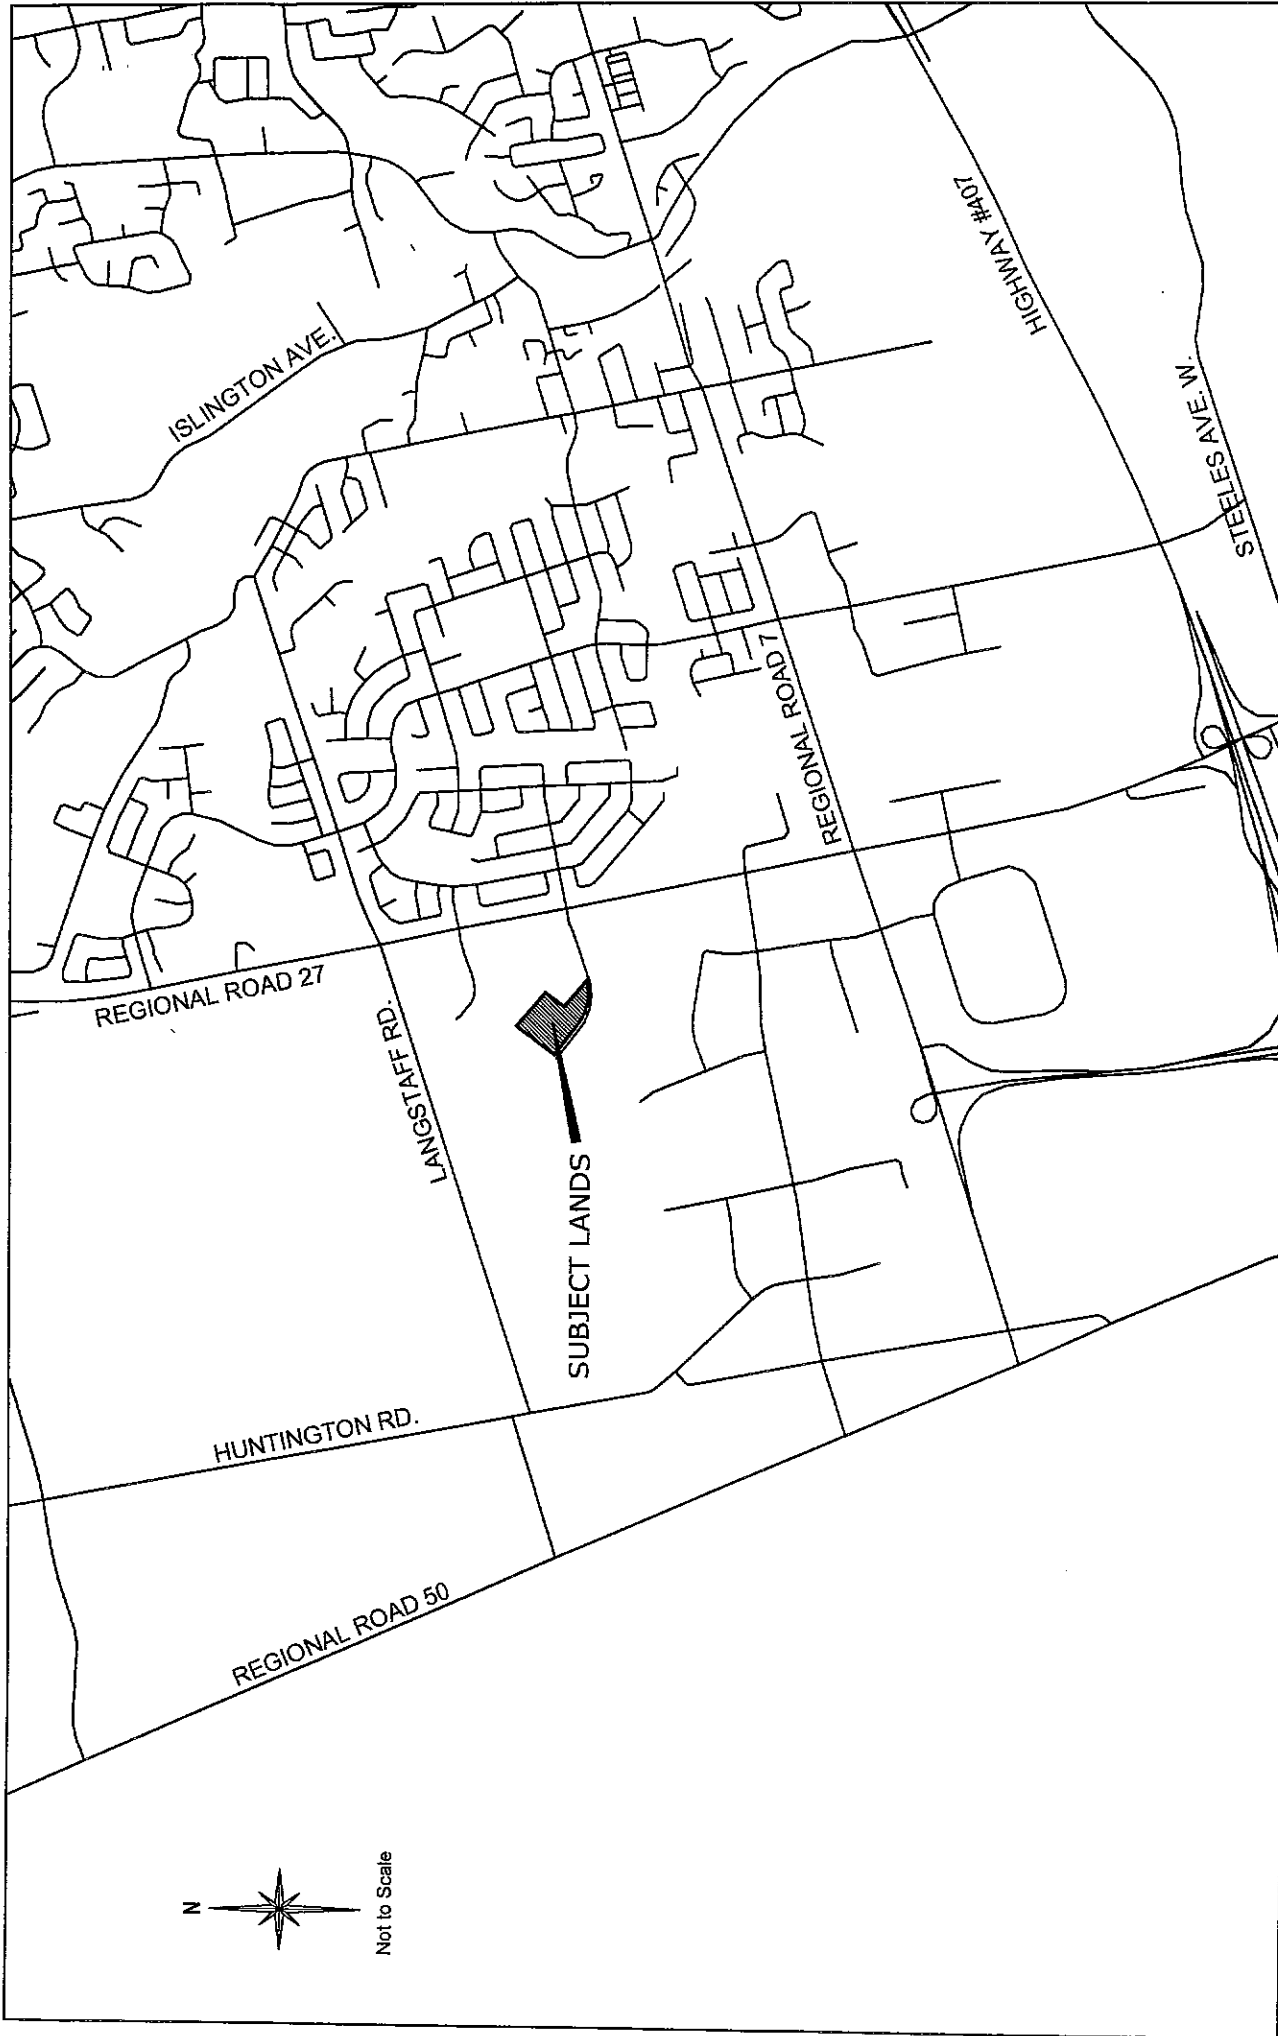 ISLINGTON AVE.
HIGHWAY #407
STEELES AVE. W.
REGIONAL ROAD 7
REGIONAL ROAD 27
LANGSTAFF RD.
SUBJECT LANDS
HUNTINGTON RD.
REGIONAL ROAD 50
N
Not to Scale